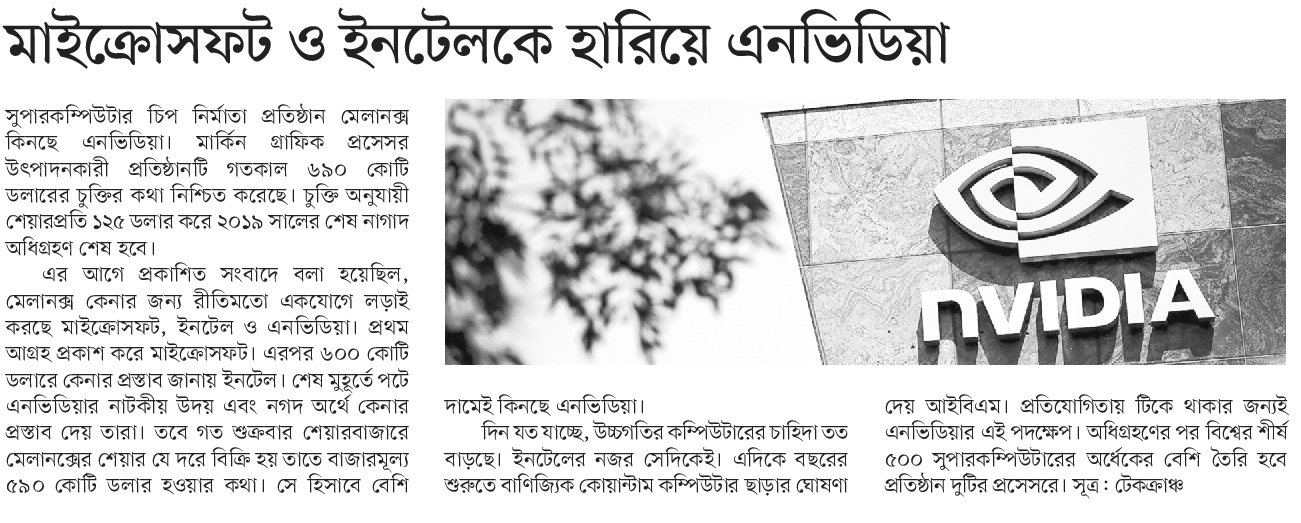 মাইক্রোসফট ও ইনটেলকে হারিয়ে এনভিডিয়া
সুপারকম্পিউটার চিপ নির্মাতা প্রতিষ্ঠান মেলানক্স
কিনছে এনভিডিয়া। মার্কিন গ্রাফিক প্রসেসর
উৎপাদনকারী প্রতিষ্ঠানটি গতকাল ৬৯০ কোটি
ডলারের চুক্তির কথা নিশ্চিত করেছে। চুক্তি অনুযায়ী
শেয়ারপ্রতি ১২৫ ডলার করে ২০১৯ সালের শেষ নাগাদ
অধিগ্রহণ শেষ হবে।
এর আগে প্রকাশিত সংবাদে বলা হয়েছিল,
মেলানক্স কেনার জন্য রীতিমতো একযোগে লড়াই
করছে মাইক্রোসফট, ইনটেল ও এনভিডিয়া। প্রথম
আগ্রহ প্রকাশ করে মাইক্রোসফট। এরপর ৬০০ কোটি
ডলারে কেনার প্রস্তাব জানায় ইনটেল। শেষ মুহূর্তে পটে
এনভিডিয়ার নাটকীয় উদয় এবং নগদ অর্থে কেনার
প্রস্তাব দেয় তারা। তবে গত শুক্রবার শেয়ারবাজারে
মেলানক্সের শেয়ার যে দরে বিক্রি হয় তাতে বাজারমূল্য
৫৯০ কোটি ডলার হওয়ার কথা। সে হিসাবে বেশি
nVIDIA
দামেই কিনছে এনভিডিয়া।
দিন যত যাচ্ছে, উচ্চগতির কম্পিউটারের চাহিদা তত
বাড়ছে। ইনটেলের নজর সেদিকেই। এদিকে বছরের
শুরুতে বাণিজ্যিক কোয়ান্টাম কম্পিউটার ছাড়ার ঘোষণা
দেয় আইবিএম। প্রতিযোগিতায় টিকে থাকার জন্যই
এনভিডিয়ার এই পদক্ষেপ। অধিগ্রহণের পর বিশ্বের শীর্ষ
৫০০ সুপারকম্পিউটারের অর্ধেকের বেশি তৈরি হবে
প্রতিষ্ঠান দুটির প্রসেসরে। সূত্র : টেকক্রাঞ্চ